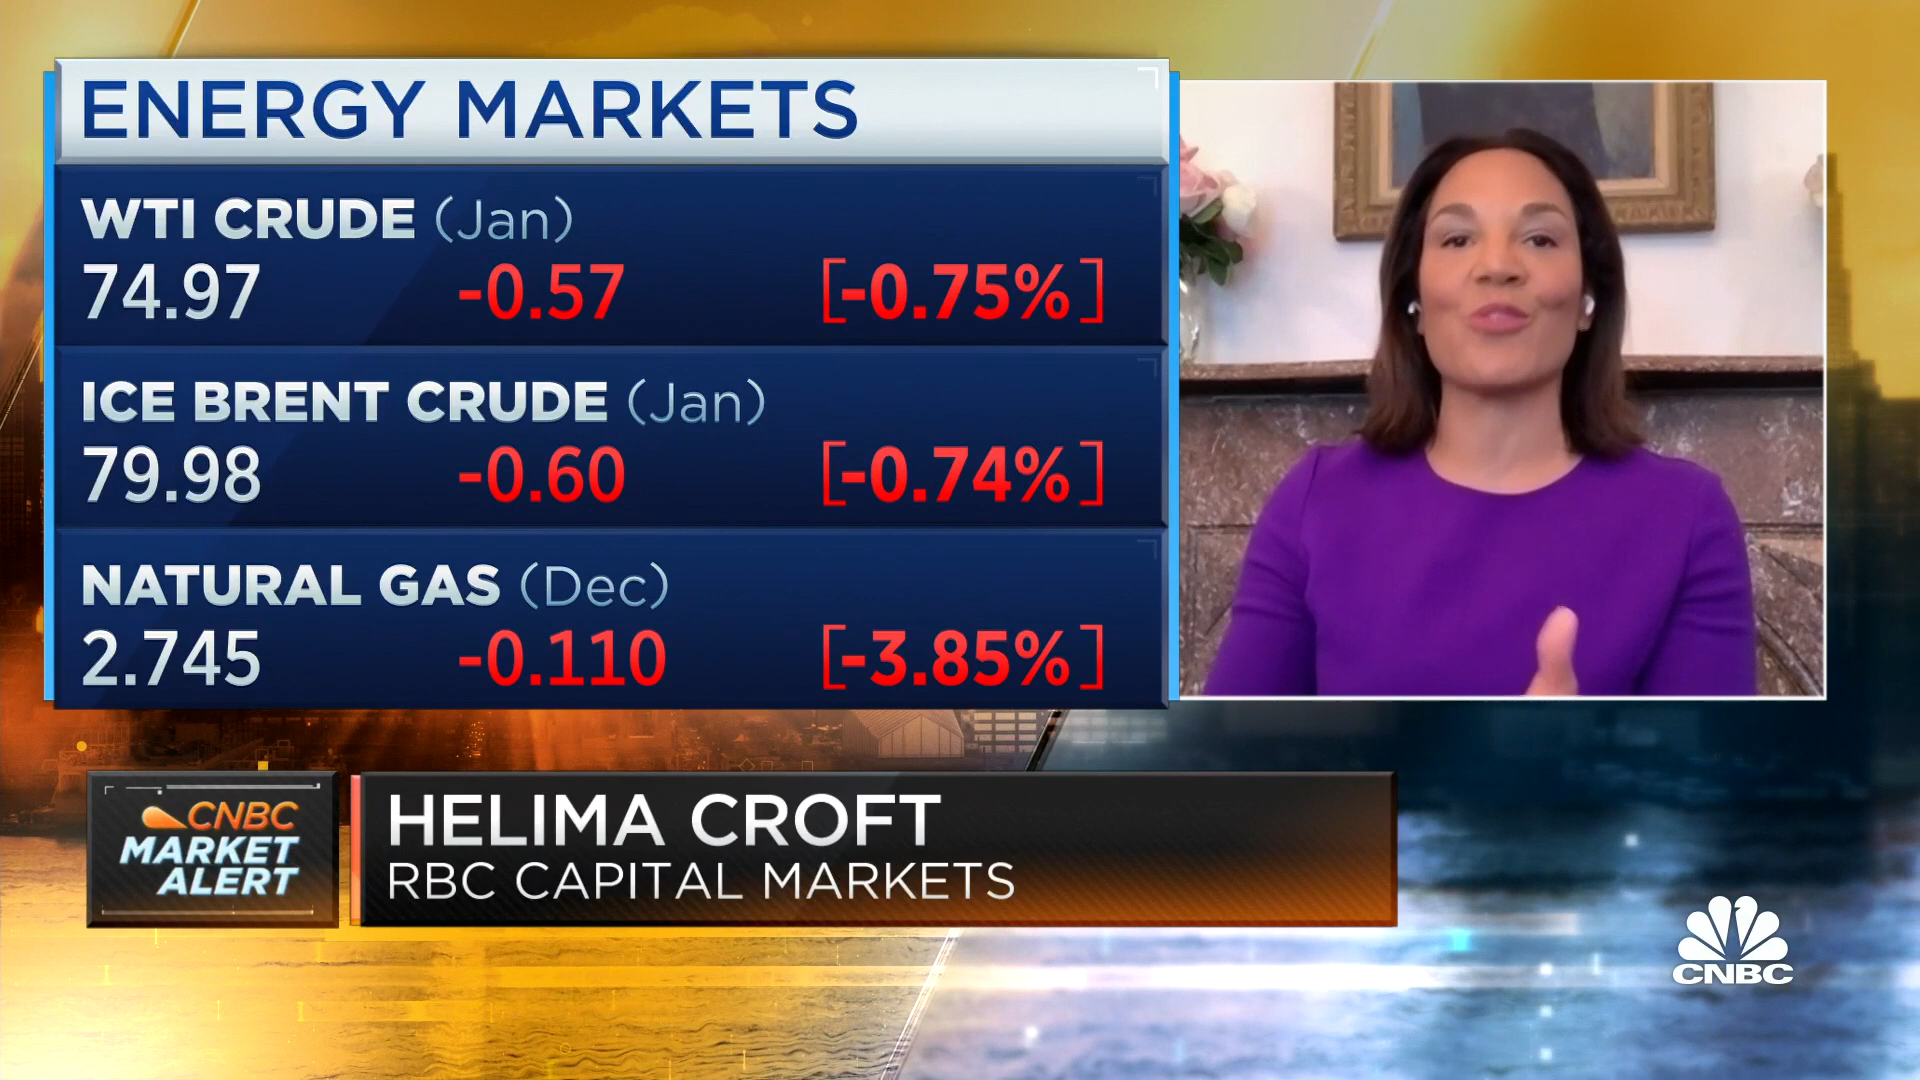 ENERGY MARKETS
WTI CRUDE (Jan)
74.97 -0.57 [-0.75%]
ICE BRENT CRUDE (Jan)
79.98 -0.60 [-0.74%]
NATURAL GAS (Dec)
2.745 -0.110 [-3.85%]
CNBC
MARKET
ALERT
HELIMA CROFT
RBC CAPITAL MARKETS
CNBC